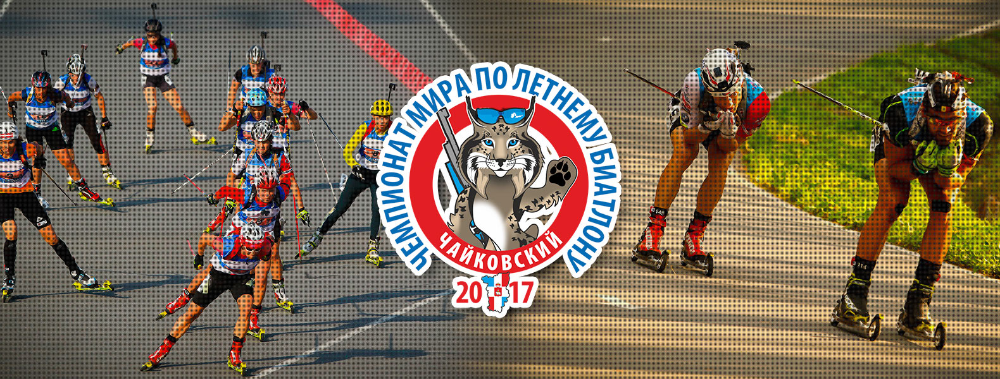 ЧЕМПИОНАТ МИРА ПО ЛЕТНЕМУ БИАТЛОНУ
ЧАЙКОВСКИЙ
2017